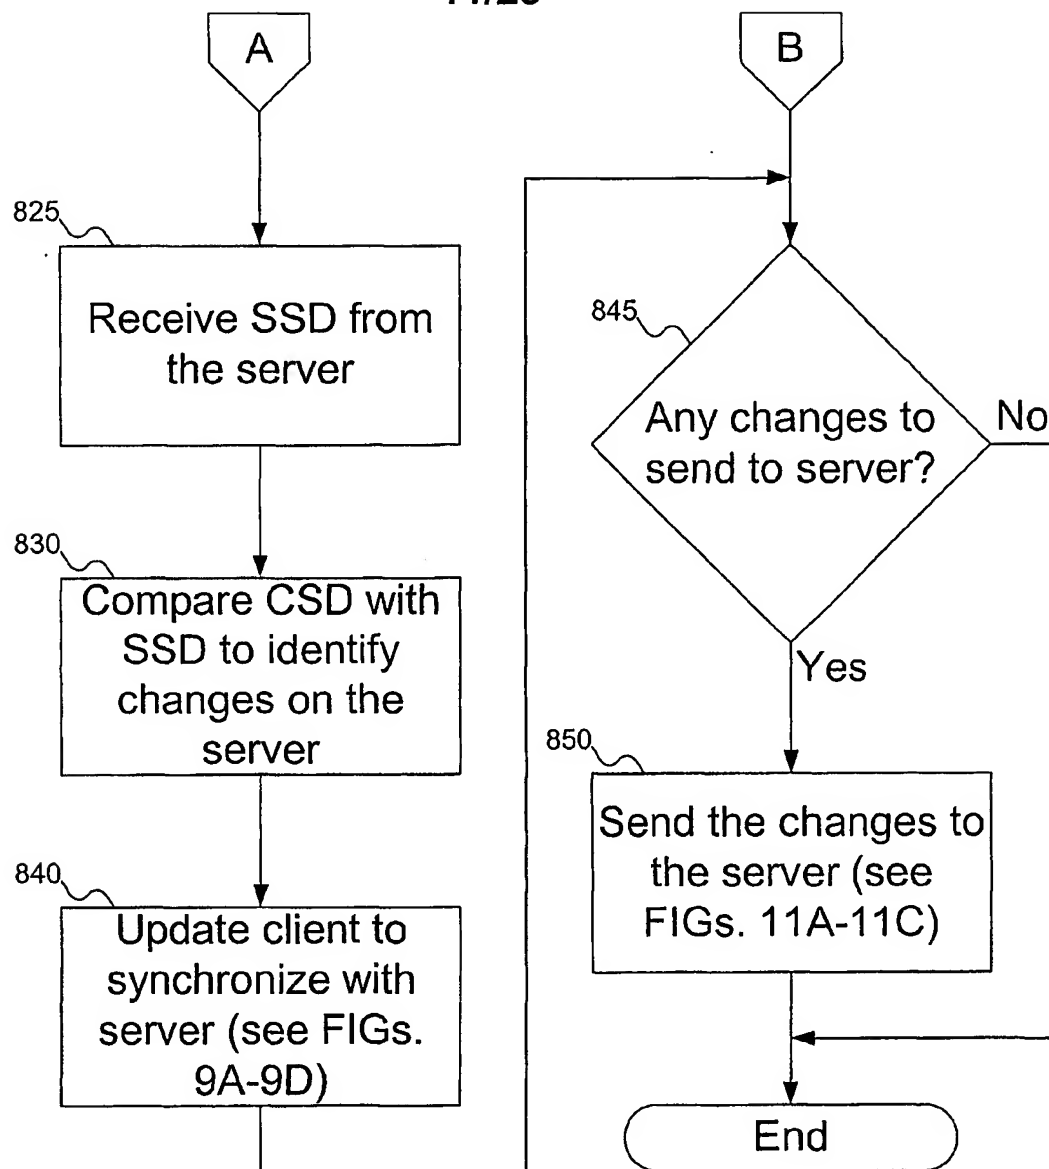 A
825
Receive SSD from
the server
830
Compare CSD with
SSD to identify
changes on the
server
840
Update client to
synchronize with
server (see FIGs.
9A-9D)
B
845
Any changes to
send to server?
No
Yes
850
Send the changes to
the server (see
FIGs. 11A-11C)
End